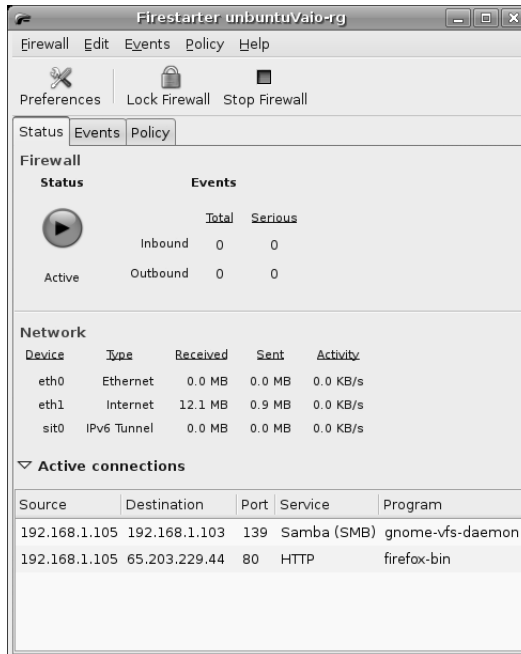 Firestarter unbuntuVaio-rg
Firewall Edit Events Policy Help
Preferences Lock Firewall Stop Firewall
Status Events Policy
Firewall
Status Events
Total Serious
Inbound 0 0
Outbound 0 0
Active
Network
Device Type Received Sent Activity
eth0 Ethernet 0.0 MB 0.0 MB 0.0 KB/s
eth1 Internet 12.1 MB 0.9 MB 0.0 KB/s
sit0 IPv6 Tunnel 0.0 MB 0.0 MB 0.0 KB/s
Active connections
Source Destination Port Service Program
192.168.1.105 192.168.1.103 139 Samba (SMB) gnome-vfs-daemon
192.168.1.105 65.203.229.44 80 HTTP firefox-bin